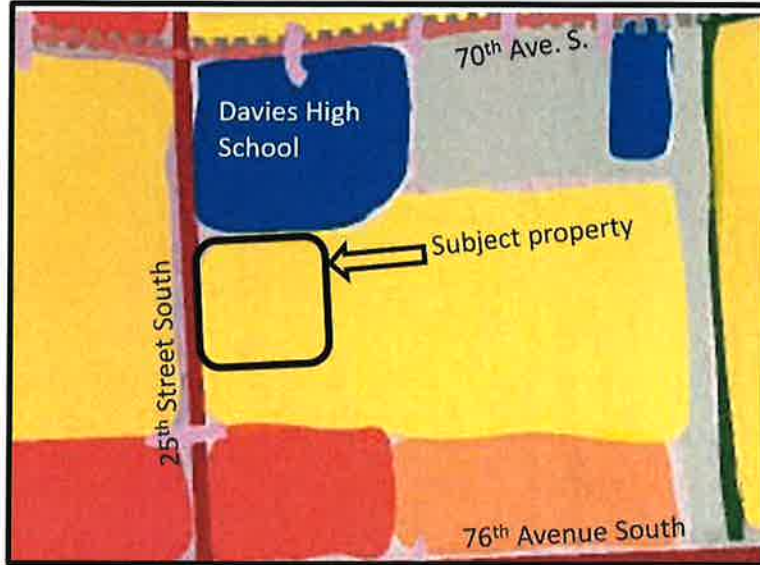 70th Ave. S.
Davies High
School
Subject property
25th Street South
76th Avenue South